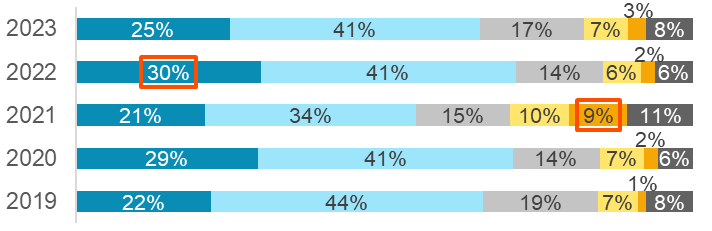 3%
2023 25% 41% 17% 7% 8%
2%
2022 30% 41% 14% 6% 6%
2021 21% 34% 15% 10% 9% 11%
2%
2020 29% 41% 14% 7% 6%
1%
2019 22% 44% 19% 7% 8%